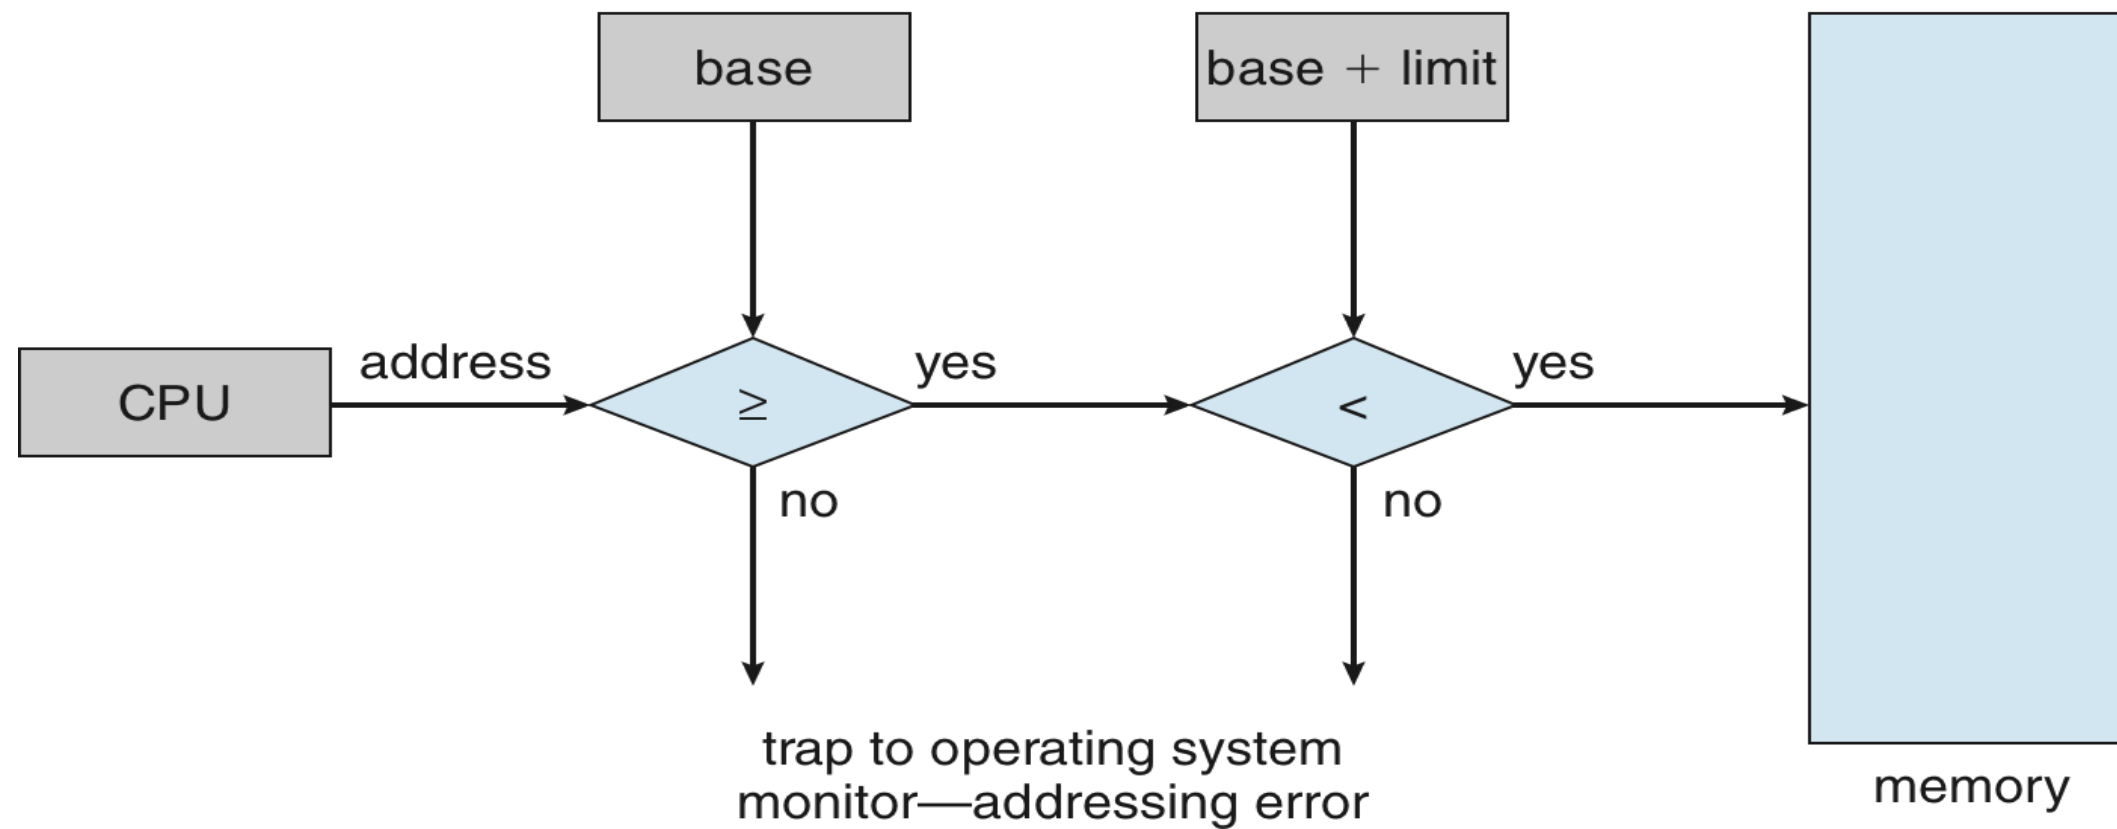 base
base + limit
address
yes
yes
CPU
≥
<
no
no
trap to operating system
monitor—addressing error
memory